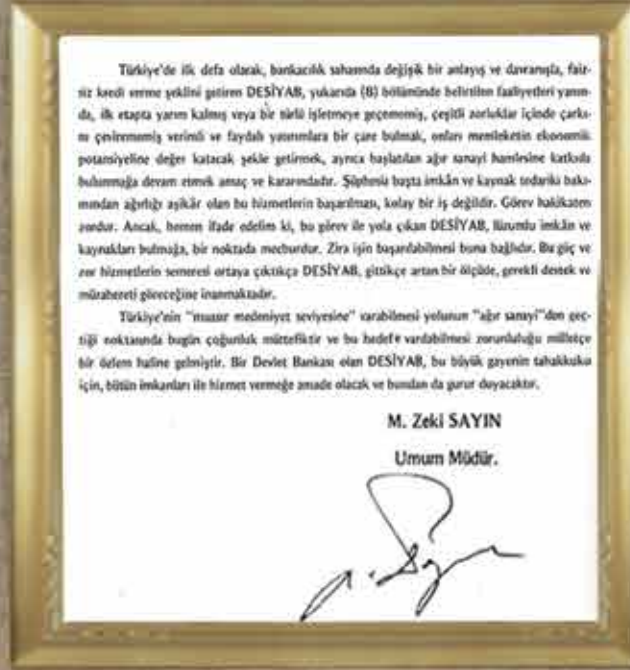 Türkiye'de ilk defa olarak, bankacılık sahasında değişik bir anlayış ve davranışla, faiz-
siz kredi verme şeklini getiren DESİYAB, yukarıda (B) bölümünde belirtilen faaliyetleri yanın-
da, ilk etapta yarım kalmış veya bir türlü işletmeye geçememiş, çeşitli zorluklar içinde çarkı-
nı çevirememiş verimli ve faydalı yatırımlara bir çare bulmak, onları memleketin ekonomik
potansiyeline değer katacak şekle getirmek, ayrıca başlatılan ağır sanayi hamlesine katkıda
bulunmağa devam etmek amaç ve kararındadır. Şüphesiz başta imkân ve kaynak tedariki bakı-
mından ağırlığı aşikâr olan bu hizmetlerin başarılması, kolay bir iş değildir. Görev hakikaten
zordur. Ancak, hemen ifade edelim ki, bu görev ile yola çıkan DESİYAB, lüzumlu imkân ve
kaynakları bulmağa, bir noktada mecburdur. Zira işin başarılabilmesi buna bağlıdır. Bu güç ve
zor hizmetlerin semeresi ortaya çıktıkça DESİYAB, gittikçe artan bir ölçüde, gerekli destek ve
müzahereti göreceğine inanmaktadır.
Türkiye'nin "muasır medeniyet seviyesine" varabilmesi yolunun "ağır sanayi"den geç-
tiği noktasında bugün çoğunluk müttefiktir ve bu hedefe varılabilmesi zorunluluğu milletçe
bir özlem haline gelmiştir. Bir Devlet Bankası olan DESİYAB, bu büyük gayenin tahakkuku
için, bütün imkanları ile hizmet vermeğe amade olacak ve bundan da gurur duyacaktır.
M. Zeki SAYIN
Umum Müdür.